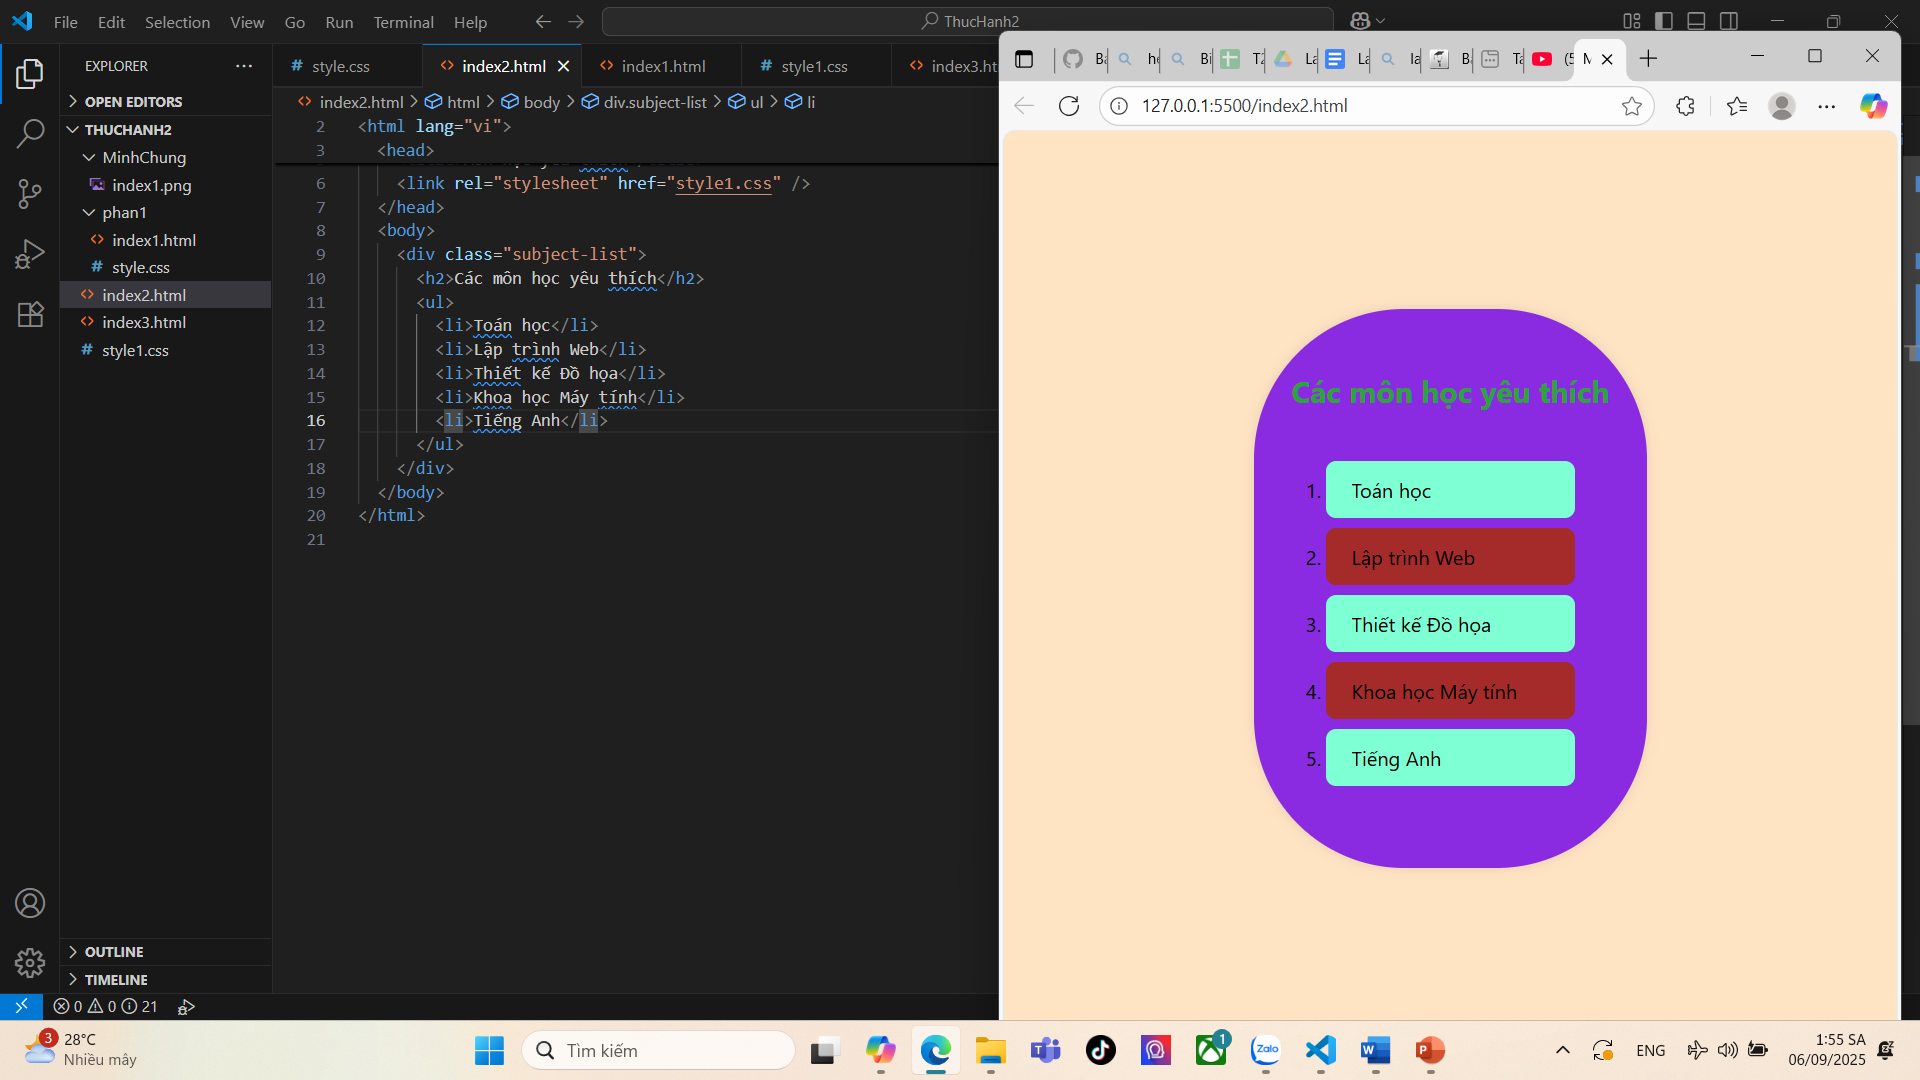 File Edit Selection View Go Run Terminal Help
ThucHanh2
EXPLORER
OPEN EDITORS
THUCHANH2
MinhChung
index1.png
phan1
index1.html
style.css
index2.html
index3.html
style1.css
OUTLINE
TIMELINE
style.css
index2.html
index1.html
style1.css
index3.ht
index2.html > html > body > div.subject-list > ul > li
2 <html lang="vi">
3 <head>
6 <link rel="stylesheet" href="style1.css" />
7 </head>
8 <body>
9 <div class="subject-list">
10 <h2>Các môn học yêu thích</h2>
11 <ul>
12 <li>Toán học</li>
13 <li>Lập trình Web</li>
14 <li>Thiết kế Đồ họa</li>
15 <li>Khoa học Máy tính</li>
16 <li>Tiếng Anh</li>
17 </ul>
18 </div>
19 </body>
20 </html>
21
0 0 21
127.0.0.1:5500/index2.html
Các môn học yêu thích
1. Toán học
2. Lập trình Web
3. Thiết kế Đồ họa
4. Khoa học Máy tính
5. Tiếng Anh
3
28°C
Nhiều mây
Tìm kiếm
Zalo
1
ENG
1:55 SA
06/09/2025